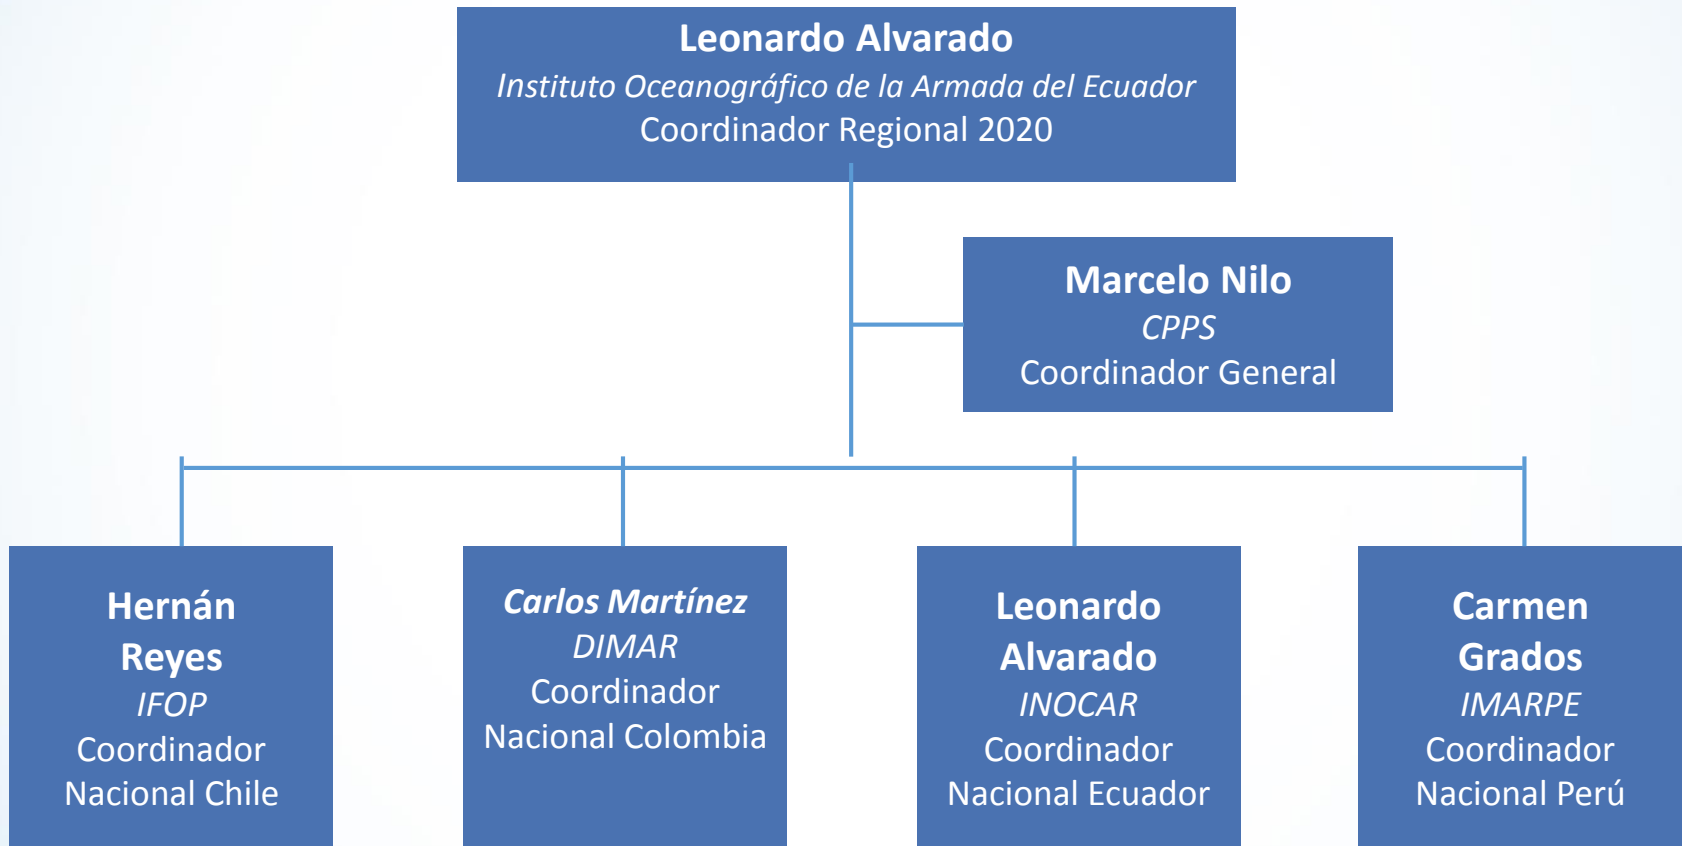 Leonardo Alvarado
Instituto Oceanográfico de la Armada del Ecuador
Coordinador Regional 2020
Marcelo Nilo
CPPS
Coordinador General
Hernán
Reyes
IFOP
Coordinador
Nacional Chile
Carlos Martínez
DIMAR
Coordinador
Nacional Colombia
Leonardo
Alvarado
INOCAR
Coordinador
Nacional Ecuador
Carmen
Grados
IMARPE
Coordinador
Nacional Perú